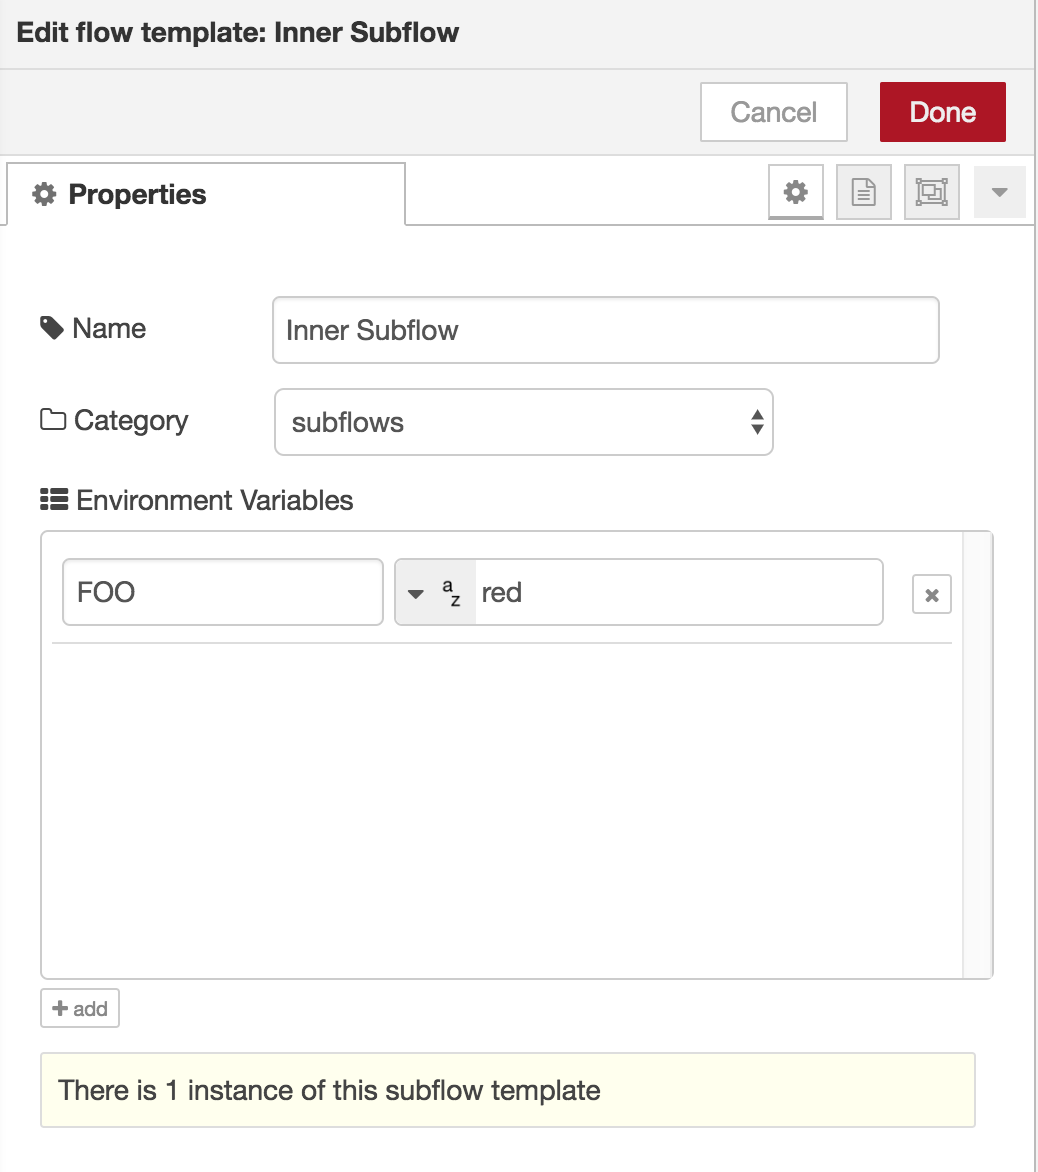 Edit flow template: Inner Subflow
Cancel Done
Properties
Name Inner Subflow
Category subflows
Environment Variables
FOO a z red
add
There is 1 instance of this subflow template